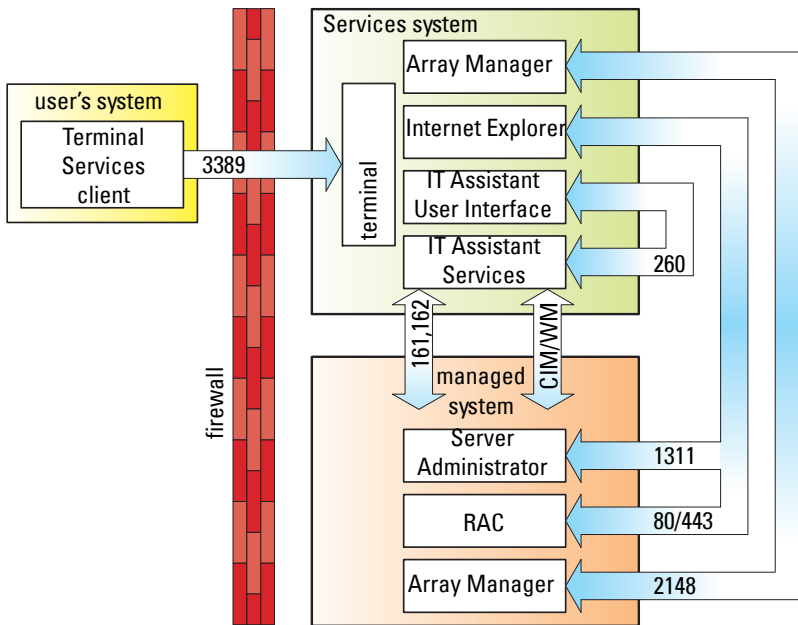 Services system
Array Manager
user's system
Terminal
Services
client
3389
terminal
Internet Explorer
IT Assistant
User Interface
IT Assistant
Services
260
161,162
CIM/WM
firewall
managed
system
Server
Administrator
1311
RAC
80/443
Array Manager
2148